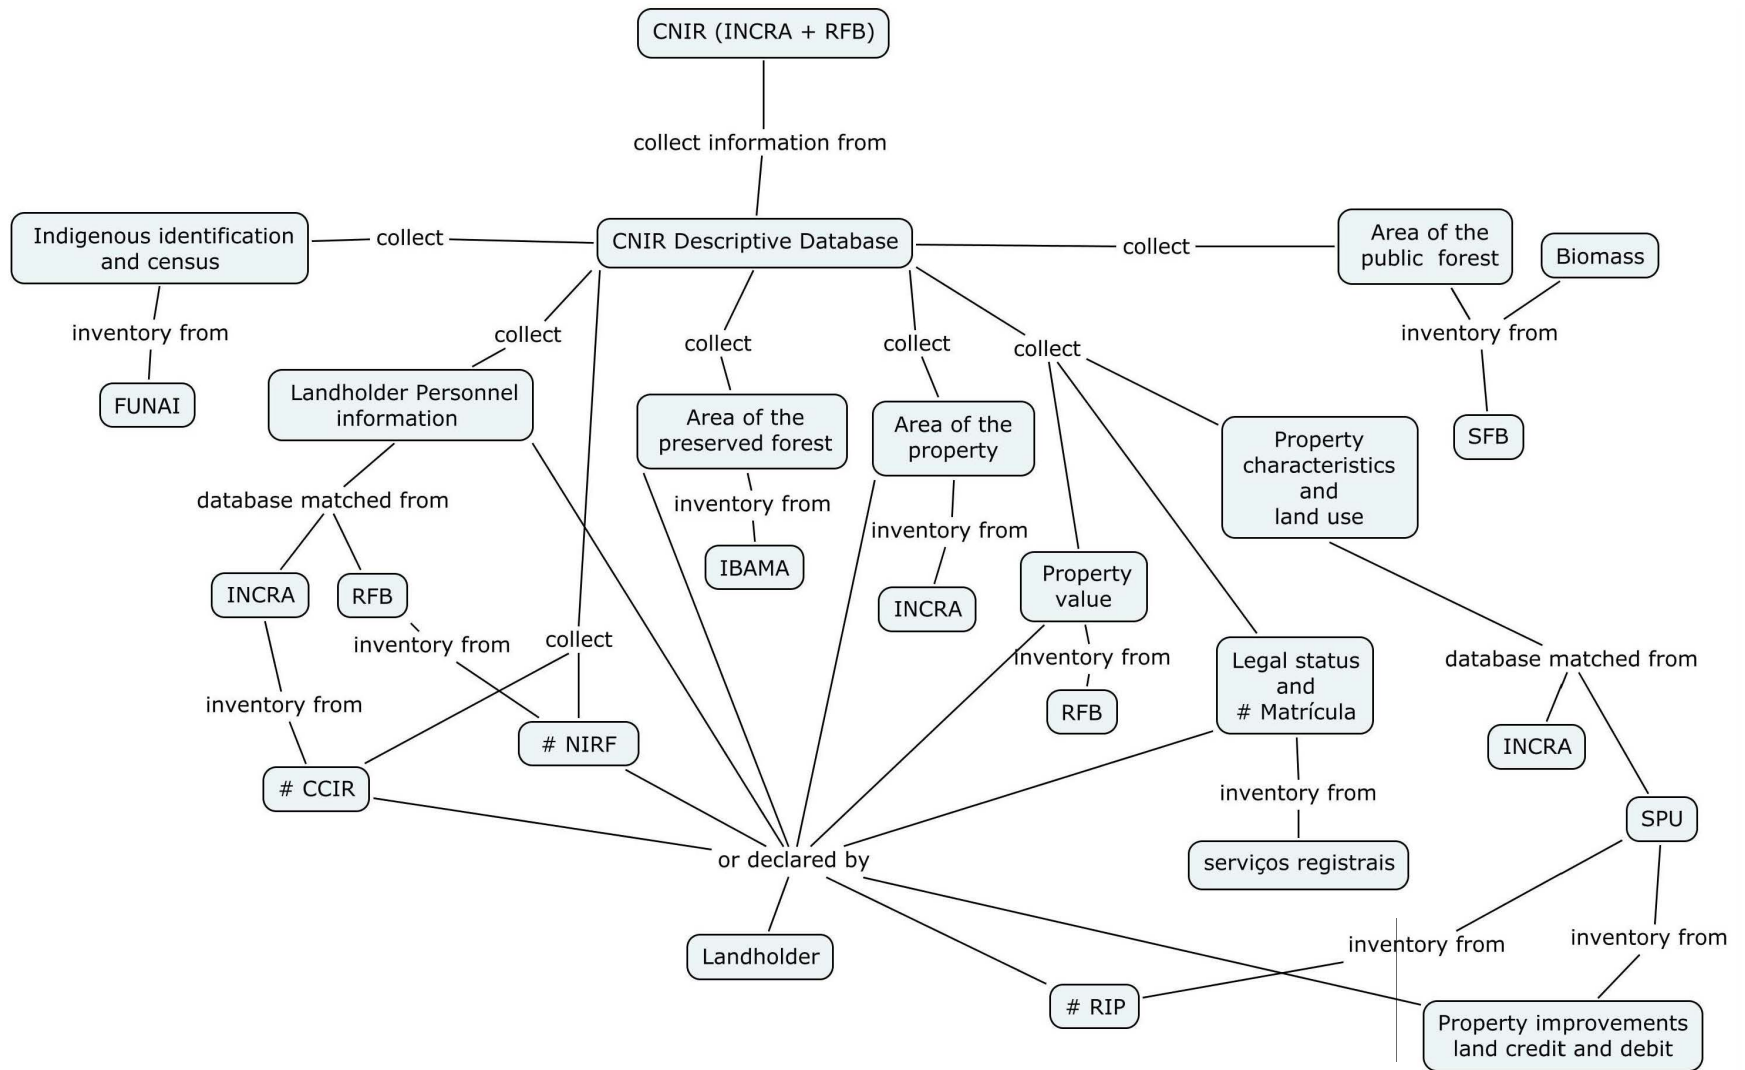 CNIR (INCRA + RFB)
collect information from
CNIR Descriptive Database
Indigenous identification
and census
collect
collect
Area of the
public forest
Biomass
inventory from
FUNAI
inventory from
SFB
collect
collect
collect
collect
Landholder Personnel
information
Area of the
preserved forest
Area of the
property
Property
characteristics
and
land use
database matched from
inventory from
inventory from
INCRA
RFB
IBAMA
INCRA
Property
value
inventory from
collect
inventory from
RFB
Legal status
and
# Matrícula
database matched from
inventory from
# NIRF
# CCIR
INCRA
SPU
inventory from
serviços registrais
or declared by
Landholder
inventory from
inventory from
# RIP
Property improvements
land credit and debit